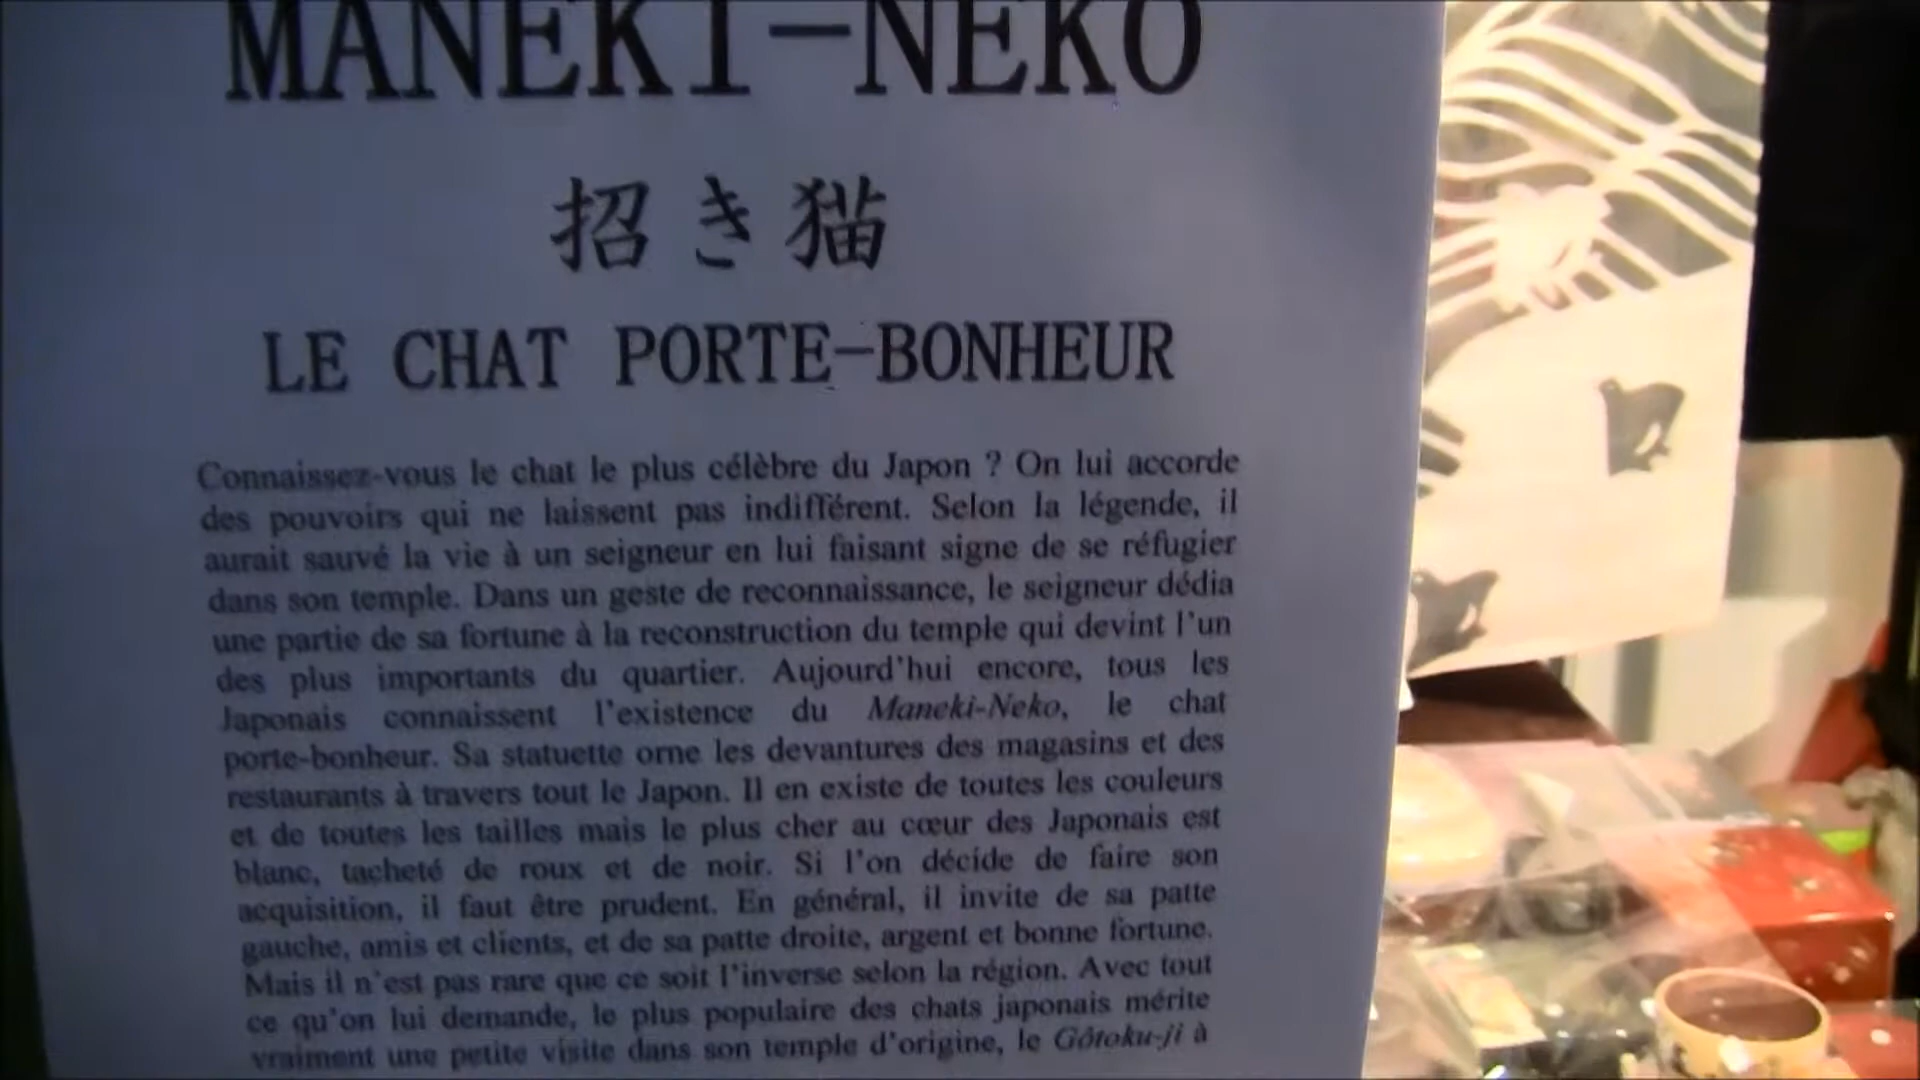 MANEKI-NEKO
招き猫
LE CHAT PORTE-BONHEUR
Connaissez-vous le chat le plus célèbre du Japon ? On lui accorde
des pouvoirs qui ne laissent pas indifférent. Selon la légende, il
aurait sauvé la vie à un seigneur en lui faisant signe de se réfugier
dans son temple. Dans un geste de reconnaissance, le seigneur dédia
une partie de sa fortune à la reconstruction du temple qui devint l'un
des plus importants du quartier. Aujourd'hui encore, tous les
Japonais connaissent l'existence du Maneki-Neko, le chat
porte-bonheur. Sa statuette orne les devantures des magasins et des
restaurants à travers tout le Japon. Il en existe de toutes les couleurs
et de toutes les tailles mais le plus cher au cœur des Japonais est
blanc, tacheté de roux et de noir. Si l'on décide de faire son
acquisition, il faut être prudent. En général, il invite de sa patte
gauche, amis et clients, et de sa patte droite, argent et bonne fortune.
Mais il n'est pas rare que ce soit l'inverse selon la région. Avec tout
ce qu'on lui demande, le plus populaire des chats japonais mérite
vraiment une petite visite dans son temple d'origine, le Gôtoku-ji à